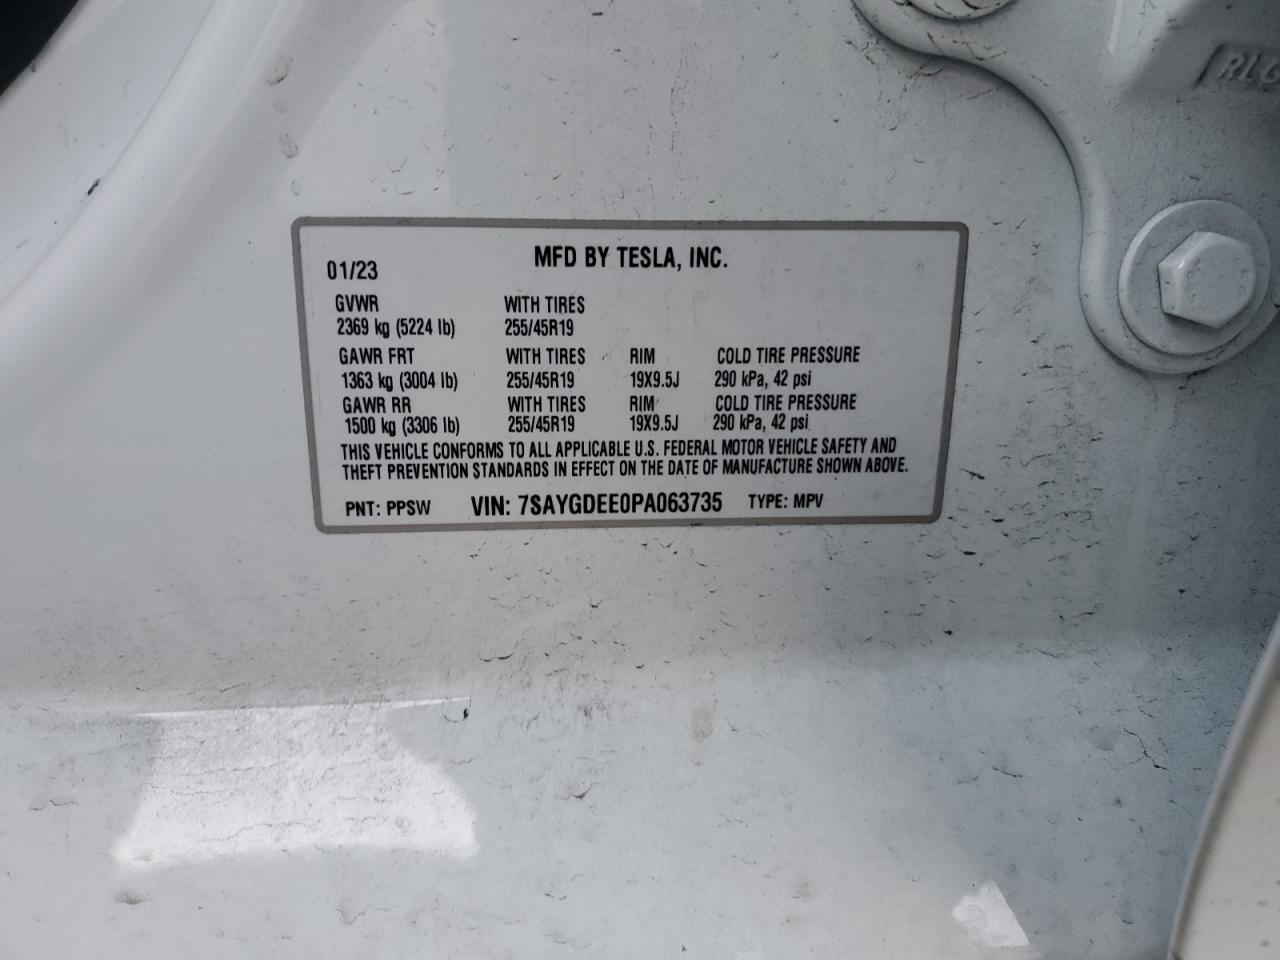 RLC
MFD BY TESLA, INC.
01/23
GVWR WITH TIRES
2369 kg (5224 lb) 255/45R19
GAWR FRT WITH TIRES RIM COLD TIRE PRESSURE
1363 kg (3004 lb) 255/45R19 19X9.5J 290 kPa, 42 psi
GAWR RR WITH TIRES RIM COLD TIRE PRESSURE
1500 kg (3306 lb) 255/45R19 19X9.5J 290 kPa, 42 psi
THIS VEHICLE CONFORMS TO ALL APPLICABLE U.S. FEDERAL MOTOR VEHICLE SAFETY AND
THEFT PREVENTION STANDARDS IN EFFECT ON THE DATE OF MANUFACTURE SHOWN ABOVE.
PNT: PPSW VIN: 7SAYGDEE0PA063735 TYPE: MPV